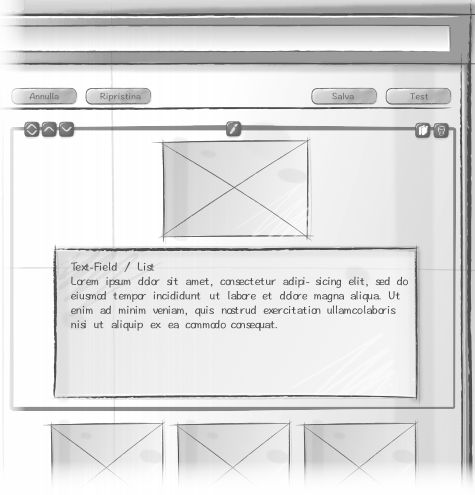 Annulla
Ripristina
Salva
Test
Text-Field / List
Lorem ipsum dolor sit amet, consectetur adipi- sicing elit, sed do
eiusmod tempor incididunt ut labore et dolore magna aliqua. Ut
enim ad minim veniam, quis nostrud exercitation ullamcolaboris
nisi ut aliquip ex ea commodo consequat.